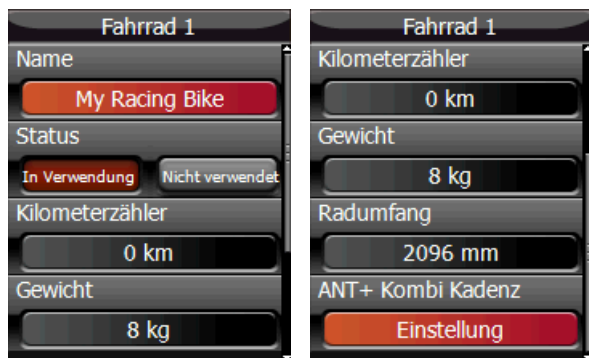 Fahrrad 1
Name
My Racing Bike
Status
In Verwendung Nicht verwendet
Kilometerzähler
0 km
Gewicht
8 kg
Fahrrad 1
Kilometerzähler
0 km
Gewicht
8 kg
Radumfang
2096 mm
ANT+ Kombi Kadenz
Einstellung